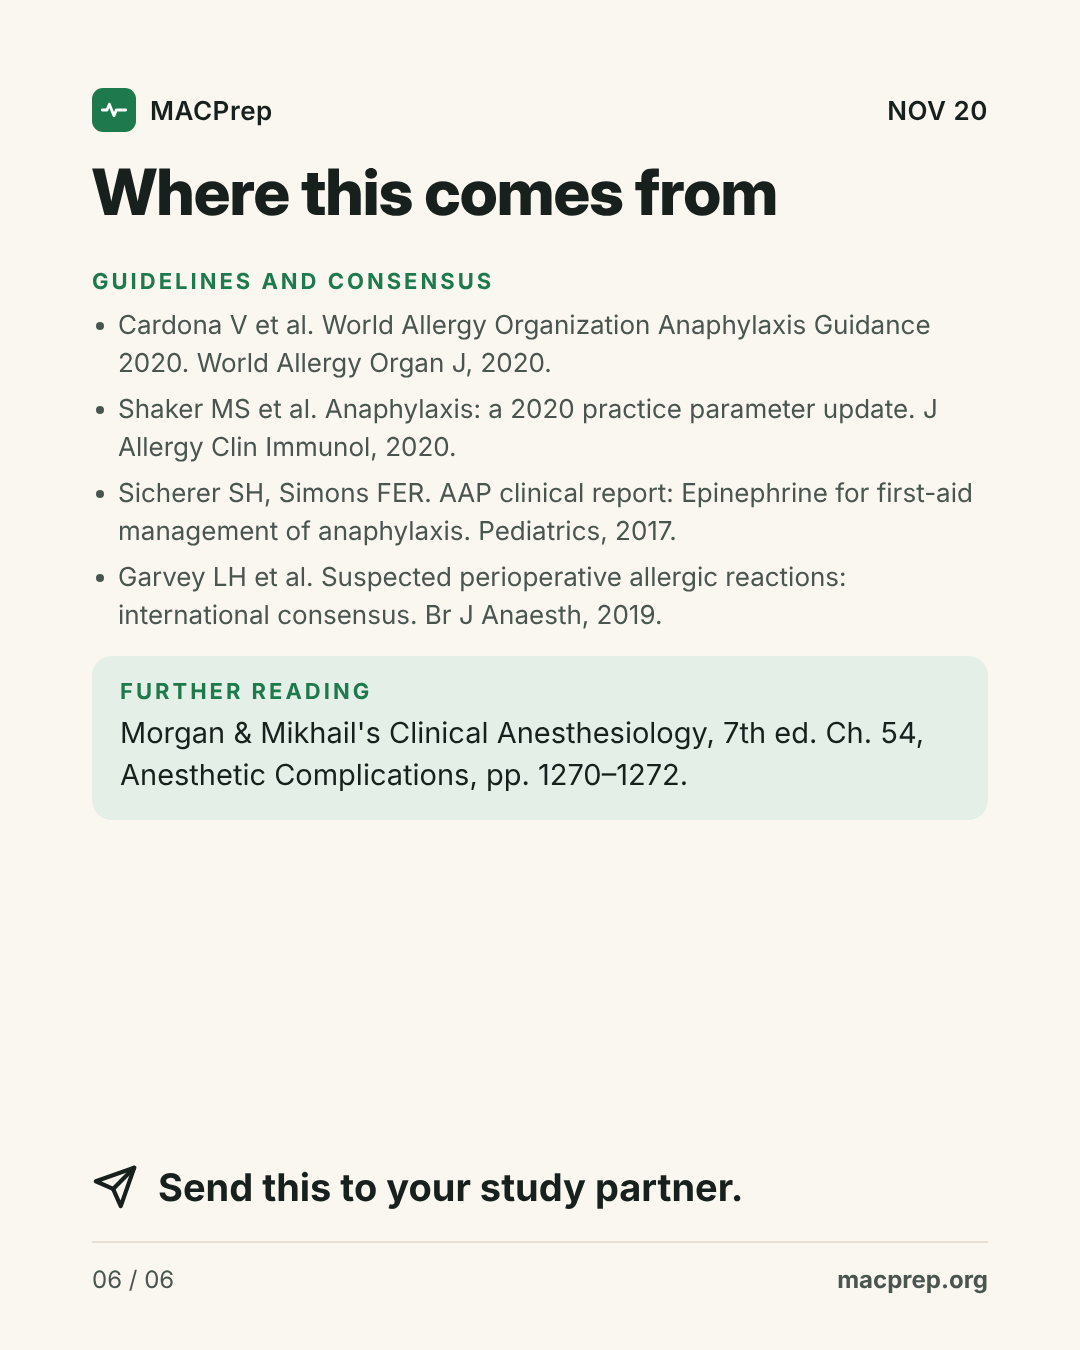 MACPrep
NOV 20
Where this comes from
GUIDELINES AND CONSENSUS
• Cardona V et al. World Allergy Organization Anaphylaxis Guidance
2020. World Allergy Organ J, 2020.
• Shaker MS et al. Anaphylaxis: a 2020 practice parameter update. J
Allergy Clin Immunol, 2020.
• Sicherer SH, Simons FER. AAP clinical report: Epinephrine for first-aid
management of anaphylaxis. Pediatrics, 2017.
• Garvey LH et al. Suspected perioperative allergic reactions:
international consensus. Br J Anaesth, 2019.
FURTHER READING
Morgan & Mikhail's Clinical Anesthesiology, 7th ed. Ch. 54,
Anesthetic Complications, pp. 1270–1272.
Send this to your study partner.
06 / 06
macprep.org